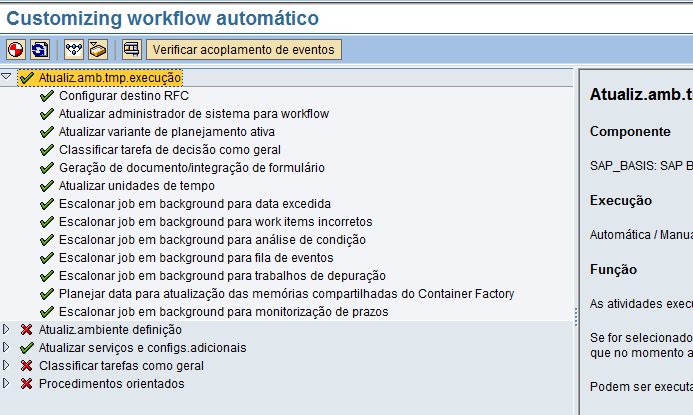 Customizing workflow automático
Verificar acoplamento de eventos
Atualiz.amb.tmp.execução
Configurar destino RFC
Atualizar administrador de sistema para workflow
Atualizar variante de planejamento ativa
Classificar tarefa de decisão como geral
Geração de documento/integração de formulário
Atualizar unidades de tempo
Escalonar job em background para data excedida
Escalonar job em background para work items incorretos
Escalonar job em background para análise de condição
Escalonar job em background para fila de eventos
Escalonar job em background para trabalhos de depuração
Planejar data para atualização das memórias compartilhadas do Container Factory
Escalonar job em background para monitorização de prazos
Atualiz.ambiente definição
Atualizar serviços e configs.adicionais
Classificar tarefas como geral
Procedimentos orientados
Atualiz.amb.t
Componente
SAP_BASIS: SAP B
Execução
Automática / Manua
Função
As atividades exec
Se for selecionado
que no momento a
Podem ser executa